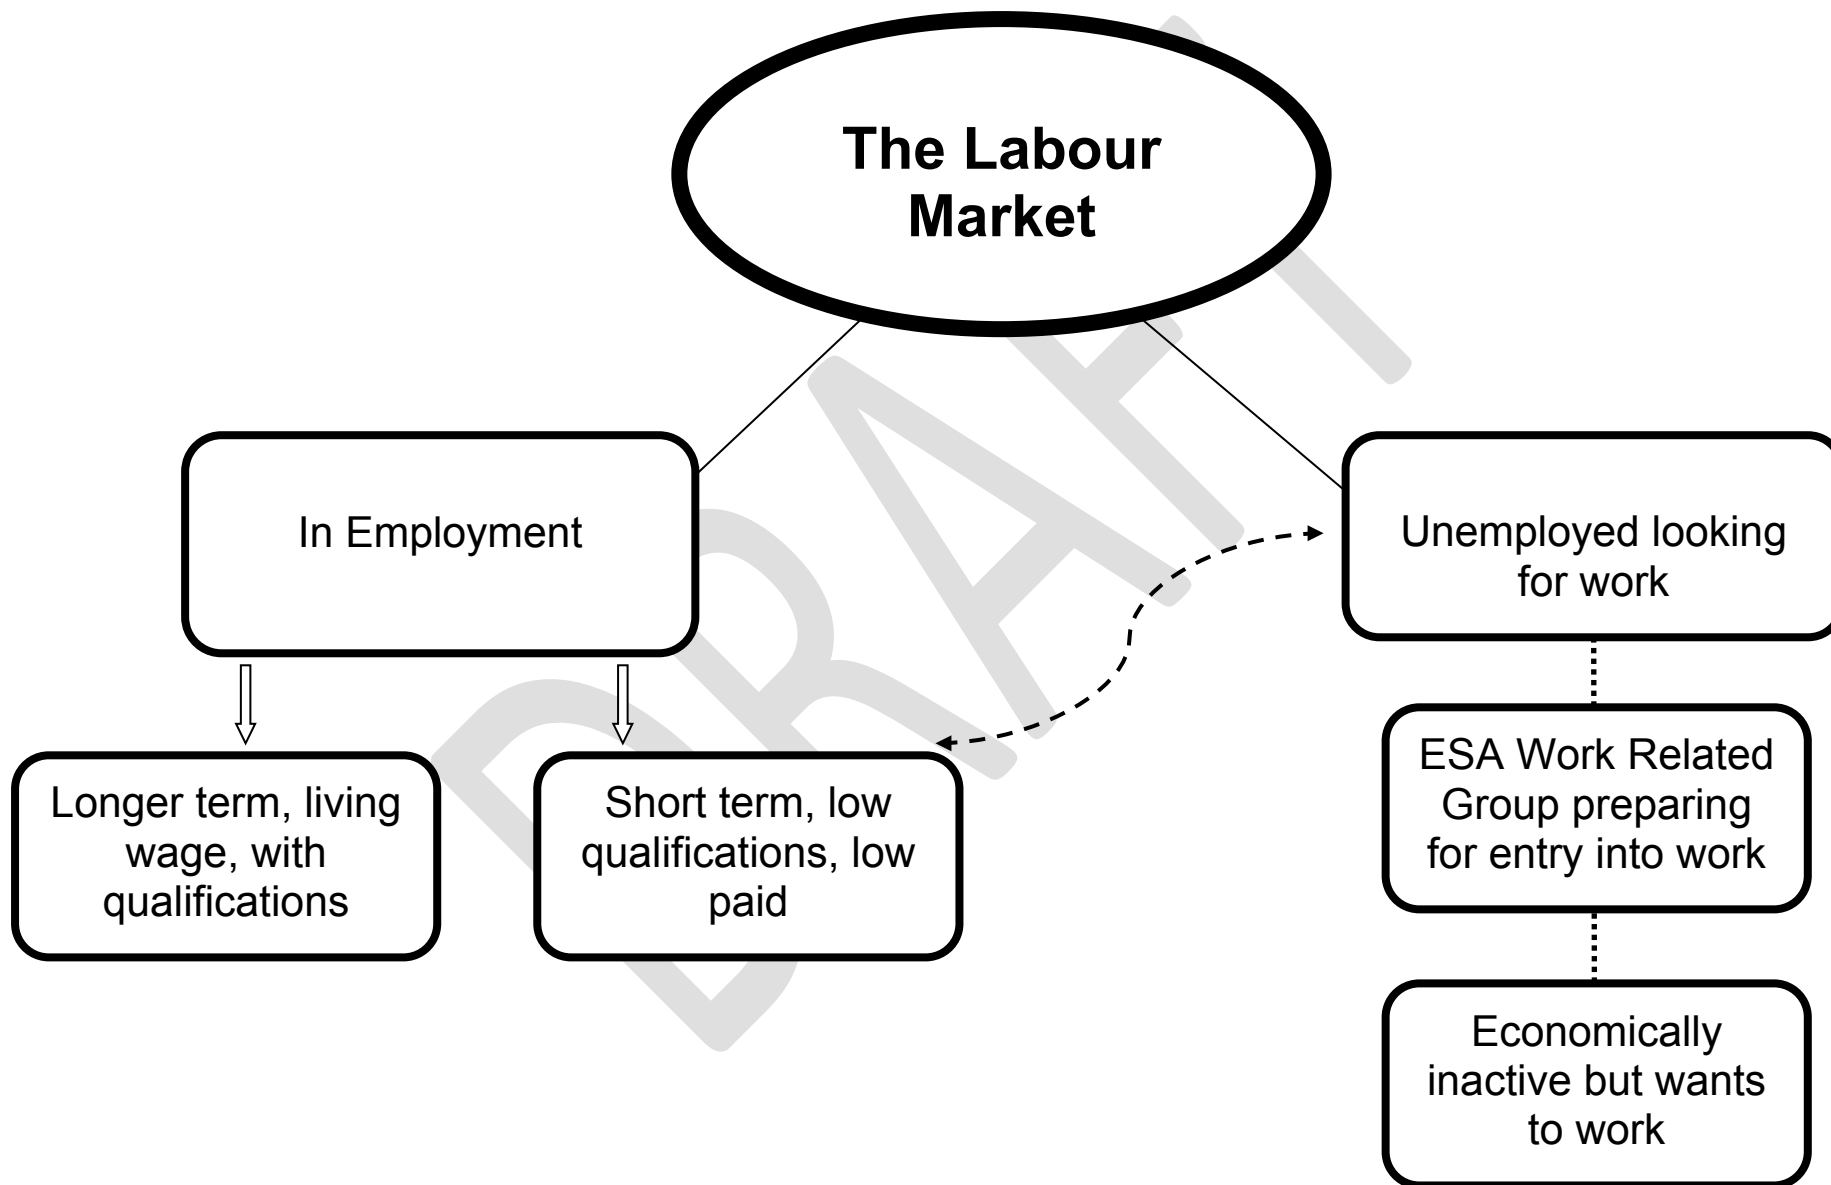 The Labour
Market
In Employment
Unemployed looking
for work
Longer term, living
wage, with
qualifications
Short term, low
qualifications, low
paid
ESA Work Related
Group preparing
for entry into work
Economically
inactive but wants
to work
DRAFT